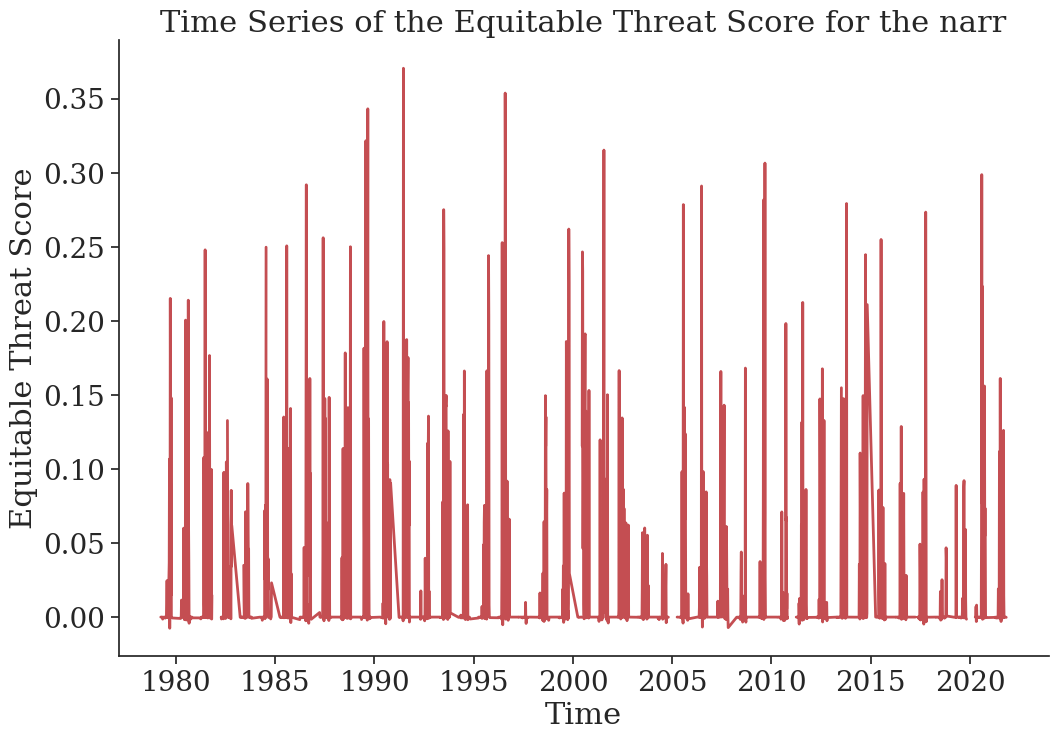 Time Series of the Equitable Threat Score for the narr
Equitable Threat Score
0.35
0.30
0.25
0.20
0.15
0.10
0.05
0.00
1980 1985 1990 1995 2000 2005 2010 2015 2020
Time